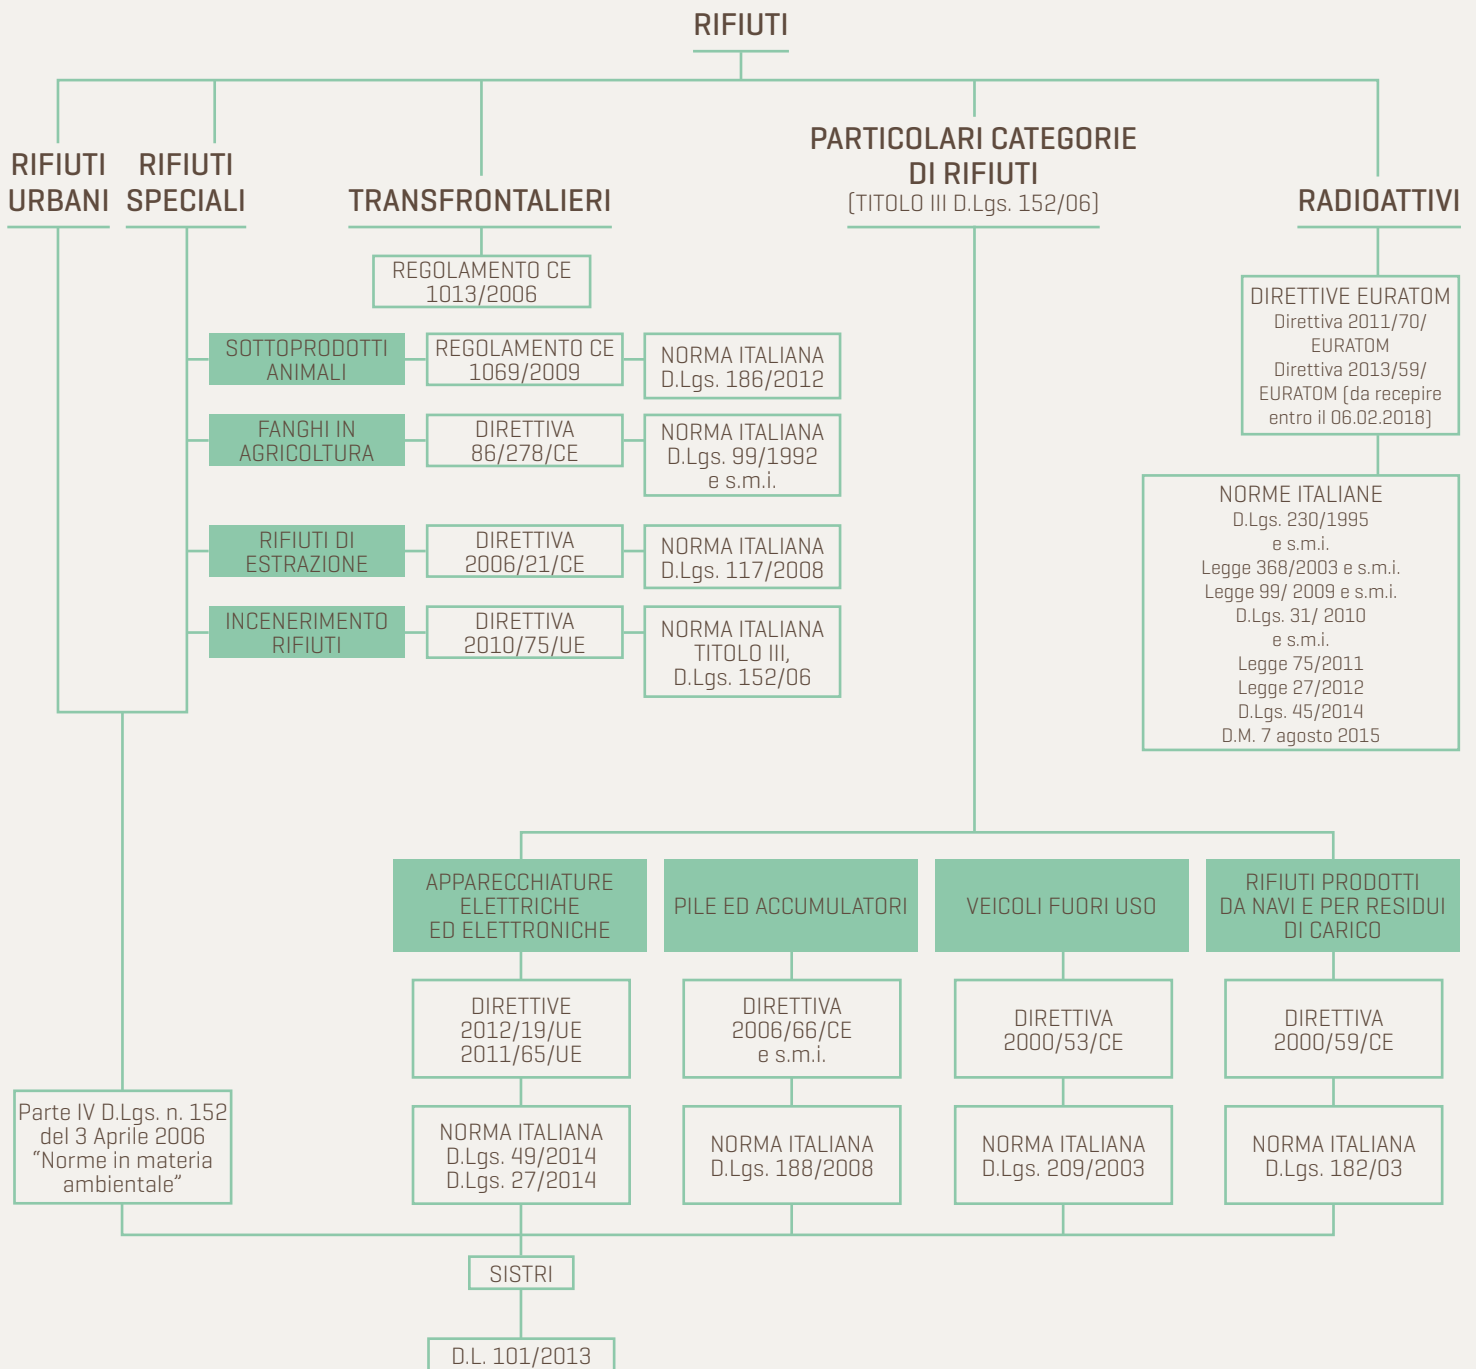 RIFIUTI
RIFIUTI
URBANI
RIFIUTI
SPECIALI
TRANSFRONTALIERI
PARTICOLARI CATEGORIE
DI RIFIUTI
(TITOLO III D.Lgs. 152/06)
RADIOATTIVI
REGOLAMENTO CE
1013/2006
SOTTOPRODOTTI
ANIMALI
REGOLAMENTO CE
1069/2009
NORMA ITALIANA
D.Lgs. 186/2012
FANGHI IN
AGRICOLTURA
DIRETTIVA
86/278/CE
NORMA ITALIANA
D.Lgs. 99/1992
e s.m.i.
RIFIUTI DI
ESTRAZIONE
DIRETTIVA
2006/21/CE
NORMA ITALIANA
D.Lgs. 117/2008
INCENERIMENTO
RIFIUTI
DIRETTIVA
2010/75/UE
NORMA ITALIANA
TITOLO III,
D.Lgs. 152/06
DIRETTIVE EURATOM
Direttiva 2011/70/
EURATOM
Direttiva 2013/59/
EURATOM (da recepire
entro il 06.02.2018)
NORME ITALIANE
D.Lgs. 230/1995
e s.m.i.
Legge 368/2003 e s.m.i.
Legge 99/ 2009 e s.m.i.
D.Lgs. 31/ 2010
e s.m.i.
Legge 75/2011
Legge 27/2012
D.Lgs. 45/2014
D.M. 7 agosto 2015
APPARECCHIATURE
ELETTRICHE
ED ELETTRONICHE
PILE ED ACCUMULATORI
VEICOLI FUORI USO
RIFIUTI PRODOTTI
DA NAVI E PER RESIDUI
DI CARICO
DIRETTIVE
2012/19/UE
2011/65/UE
DIRETTIVA
2006/66/CE
e s.m.i.
DIRETTIVA
2000/53/CE
DIRETTIVA
2000/59/CE
Parte IV D.Lgs. n. 152
del 3 Aprile 2006
“Norme in materia
ambientale”
NORMA ITALIANA
D.Lgs. 49/2014
D.Lgs. 27/2014
NORMA ITALIANA
D.Lgs. 188/2008
NORMA ITALIANA
D.Lgs. 209/2003
NORMA ITALIANA
D.Lgs. 182/03
SISTRI
D.L. 101/2013